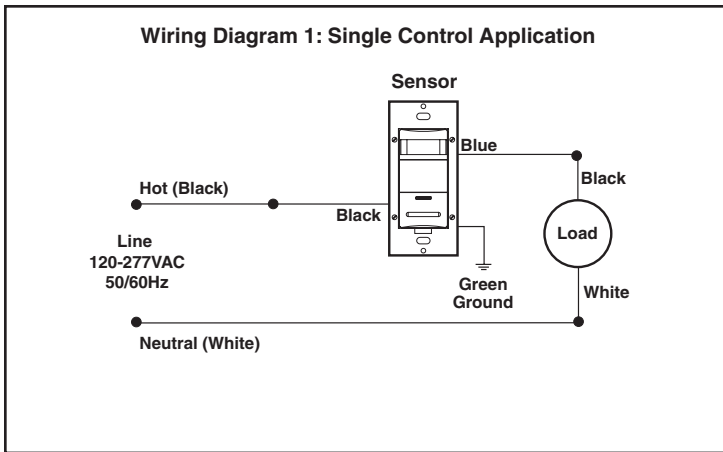 Wiring Diagram 1: Single Control Application
Sensor
Blue
Hot (Black)
Black
Black
Line
120-277VAC
50/60Hz
Load
Green
Ground
White
Neutral (White)